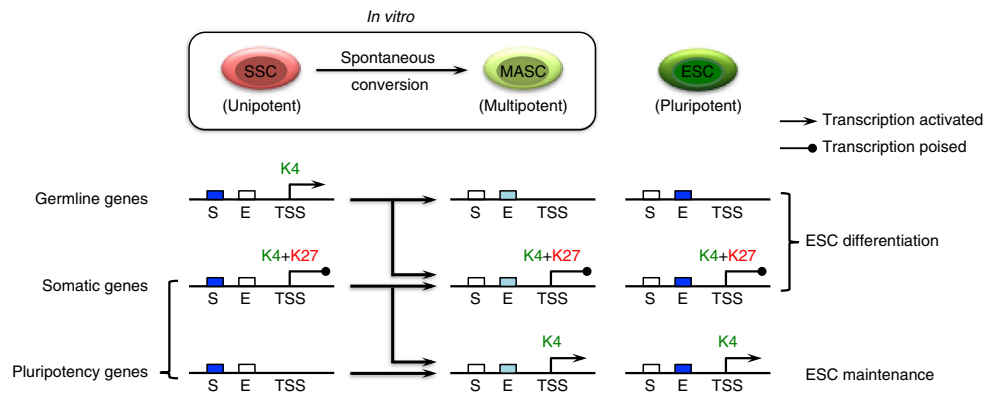 In vitro
SSC
Spontaneous
conversion
MASC
ESC
(Unipotent)
(Multipotent)
(Pluripotent)
Transcription activated
Transcription poised
K4
Germline genes
S E TSS
S E TSS
S E TSS
ESC differentiation
K4+K27
K4+K27
K4+K27
Somatic genes
S E TSS
S E TSS
S E TSS
K4
K4
Pluripotency genes
S E TSS
S E TSS
S E TSS
ESC maintenance